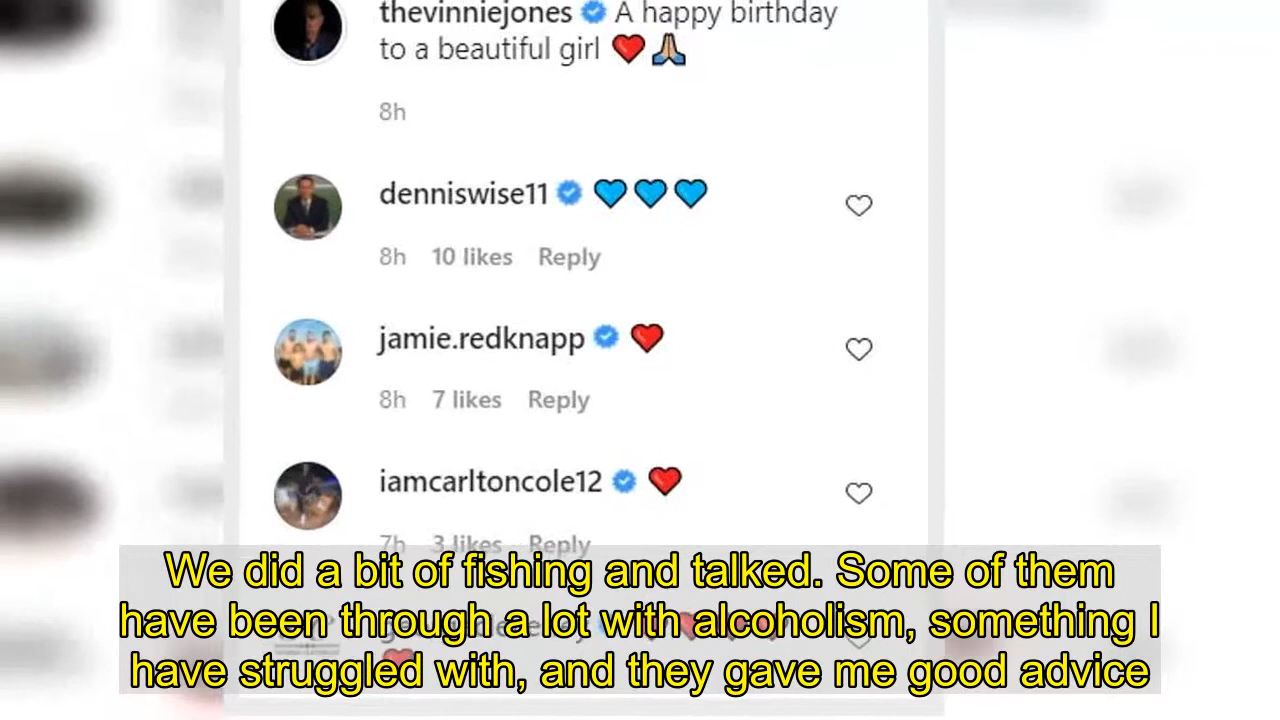 thevinniejones A happy birthday
to a beautiful girl ❤️🙏🏼
8h
denniswise11 💙💙💙
8h 10 likes Reply
jamie.redknapp ❤️
8h 7 likes Reply
iamcarltoncole12 ❤️
7h 3 likes Reply
We did a bit of fishing and talked. Some of them
have been through a lot with alcoholism, something I
have struggled with, and they gave me good advice